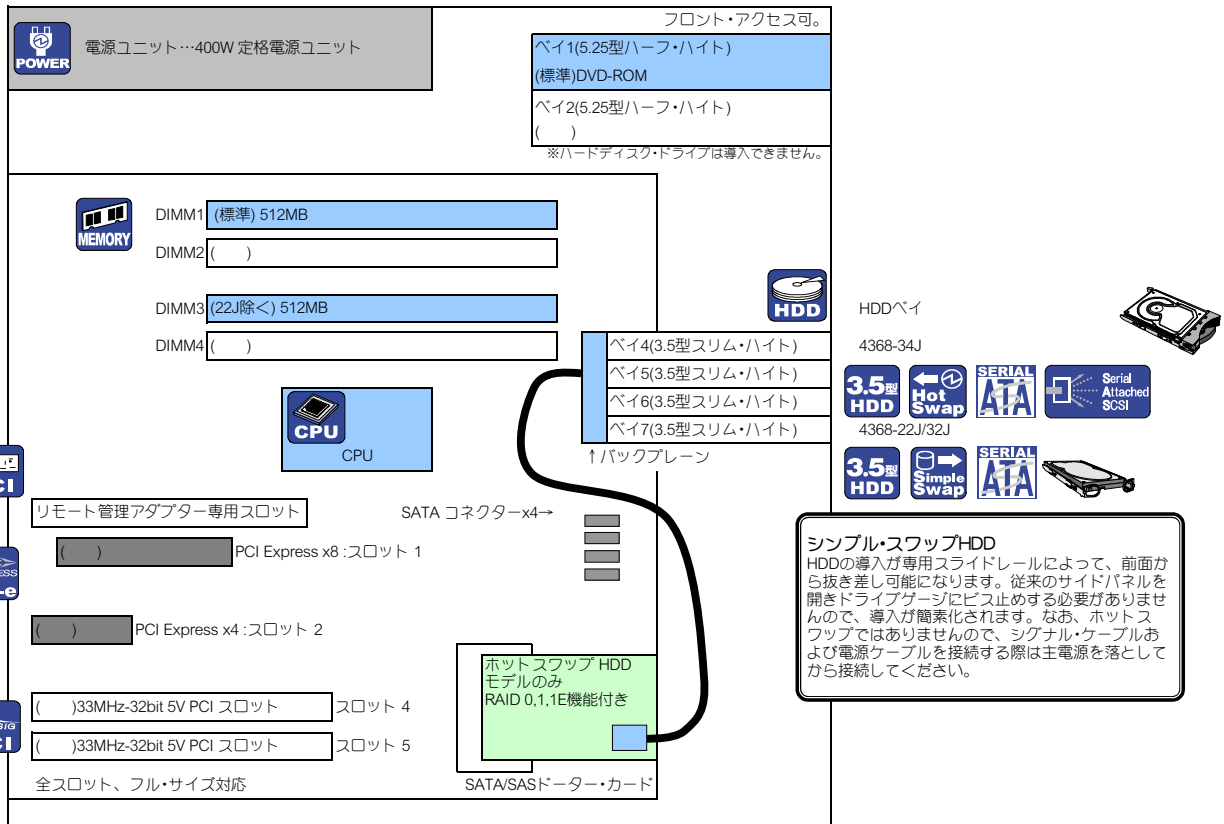 POWER
電源ユニット…400W 定格電源ユニット
フロント・アクセス可。
ベイ1(5.25型ハーフ・ハイト)
(標準)DVD-ROM
ベイ2(5.25型ハーフ・ハイト)
(　　)
※ハードディスク・ドライブは導入できません。
MEMORY
DIMM1 (標準) 512MB
DIMM2 (　　)
DIMM3 (22J除く) 512MB
DIMM4 (　　)
HDD
HDDベイ
ベイ4(3.5型スリム・ハイト)
4368-34J
ベイ5(3.5型スリム・ハイト)
ベイ6(3.5型スリム・ハイト)
ベイ7(3.5型スリム・ハイト)
↑バックプレーン
3.5型 HDD
Hot Swap
SERIAL ATA
Serial Attached SCSI
4368-22J/32J
3.5型 HDD
Simple Swap
SERIAL ATA
CPU
CPU
CI
リモート管理アダプター専用スロット
SATA コネクターx4→
(　　) PCI Express x8 :スロット 1
ESS
-e
(　　) PCI Express x4 :スロット 2
シンプル・スワップHDD
HDDの導入が専用スライドレールによって、前面か
ら抜き差し可能になります。従来のサイドパネルを
開きドライブゲージにビス止めする必要がありませ
んので、導入が簡素化されます。なお、ホットス
ワップではありませんので、シグナル・ケーブルお
よび電源ケーブルを接続する際は主電源を落として
から接続してください。
ホットスワップ HDD
モデルのみ
RAID 0,1,1E機能付き
SIG
CI
(　　)33MHz-32bit 5V PCI スロット スロット 4
(　　)33MHz-32bit 5V PCI スロット スロット 5
全スロット、フル・サイズ対応
SATA/SASドーター・カード